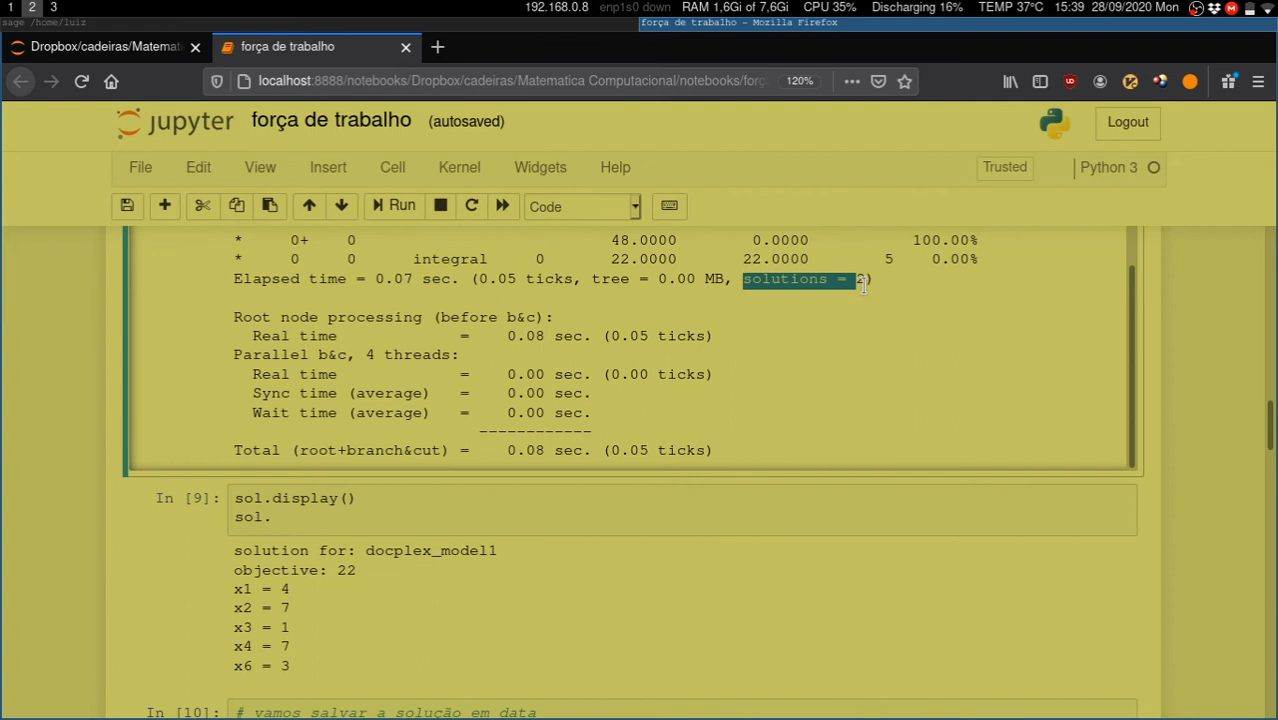 1 2 3 192.168.0.8 enp1s0 down RAM 1,6Gi of 7,6Gi CPU 35% Discharging 16% TEMP 37°C 15:39 28/09/2020 Mon
sage /home/luiz força de trabalho - Mozilla Firefox
Dropbox/cadeiras/Matemati força de trabalho
localhost:8888/notebooks/Dropbox/cadeiras/Matematica Computacional/notebooks/forç 120%
jupyter força de trabalho (autosaved) Logout
File Edit View Insert Cell Kernel Widgets Help Trusted Python 3
Run Code
* 0+ 0 48.0000 0.0000 100.00%
* 0 0 integral 0 22.0000 22.0000 5 0.00%
Elapsed time = 0.07 sec. (0.05 ticks, tree = 0.00 MB, solutions = 2)
Root node processing (before b&c):
Real time = 0.08 sec. (0.05 ticks)
Parallel b&c, 4 threads:
Real time = 0.00 sec. (0.00 ticks)
Sync time (average) = 0.00 sec.
Wait time (average) = 0.00 sec.
------------
Total (root+branch&cut) = 0.08 sec. (0.05 ticks)
In [9]: sol.display()
sol.
solution for: docplex_model1
objective: 22
x1 = 4
x2 = 7
x3 = 1
x4 = 7
x6 = 3
In [10]: # vamos salvar a solução em data